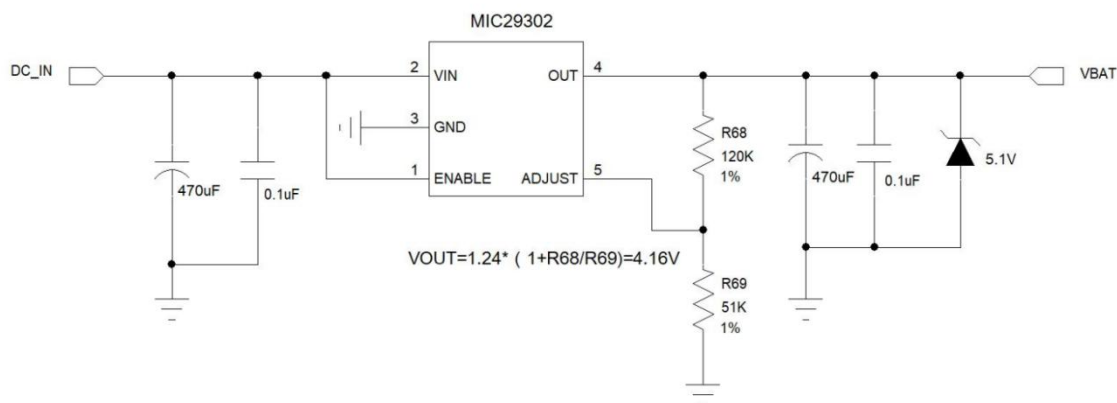 MIC29302
DC_IN
2
VIN
OUT
4
VBAT
3
GND
1
ENABLE
ADJUST
5
470uF
0.1uF
R68
120K
1%
470uF
0.1uF
5.1V
VOUT=1.24* ( 1+R68/R69)=4.16V
R69
51K
1%